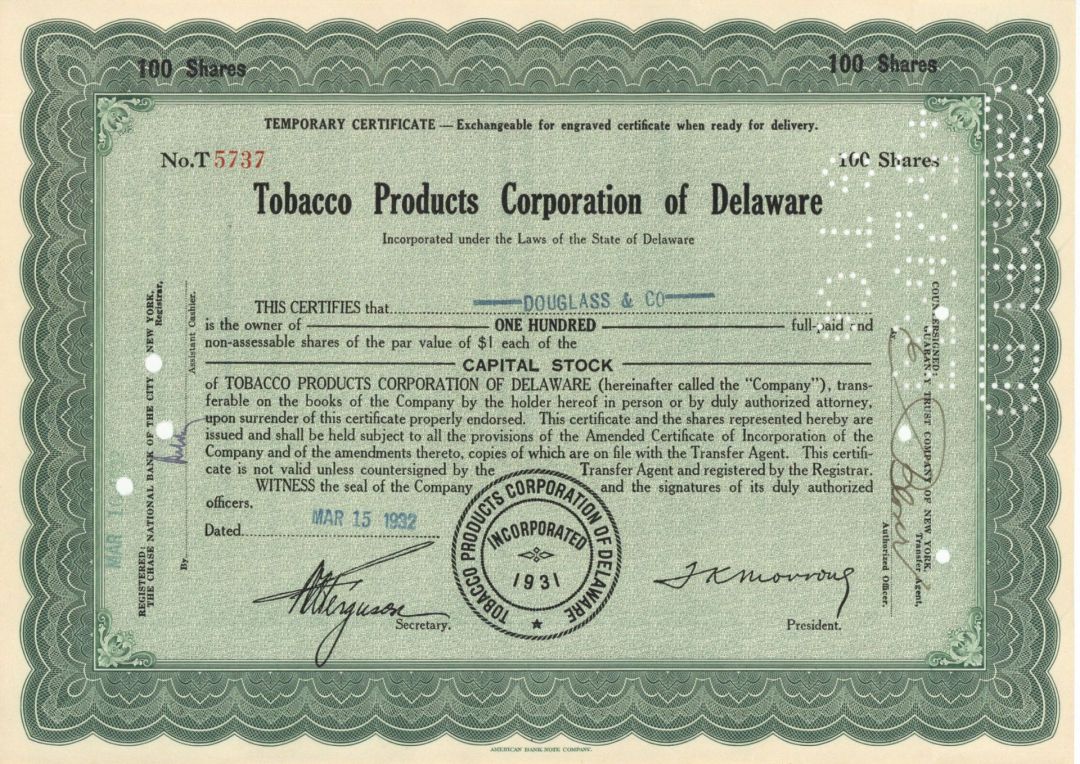 100 Shares 100 Shares
TEMPORARY CERTIFICATE — Exchangeable for engraved certificate when ready for delivery.
No.T 5737 100 Shares
Tobacco Products Corporation of Delaware
Incorporated under the Laws of the State of Delaware
THIS CERTIFIES that DOUGLASS & CO
is the owner of ONE HUNDRED full-paid and
non-assessable shares of the par value of $1 each of the
CAPITAL STOCK
of TOBACCO PRODUCTS CORPORATION OF DELAWARE (hereinafter called the "Company"), trans-
ferable on the books of the Company by the holder hereof in person or by duly authorized attorney,
upon surrender of this certificate properly endorsed. This certificate and the shares represented hereby are
issued and shall be held subject to all the provisions of the Amended Certificate of Incorporation of the
Company and of the amendments thereto, copies of which are on file with the Transfer Agent. This certifi-
cate is not valid unless countersigned by the Transfer Agent and registered by the Registrar.
WITNESS the seal of the Company and the signatures of its duly authorized
officers.
Dated MAR 15 1932
Secretary.
President.
TOBACCO PRODUCTS CORPORATION OF DELAWARE
INCORPORATED
1931
REGISTERED:
THE CHASE NATIONAL BANK OF THE CITY OF NEW YORK,
Registrar,
By
Assistant Cashier.
MAR
COUNTERSIGNED:
GUARANTY TRUST COMPANY OF NEW YORK,
Transfer Agent,
Authorized Officer.
AMERICAN BANK NOTE COMPANY.